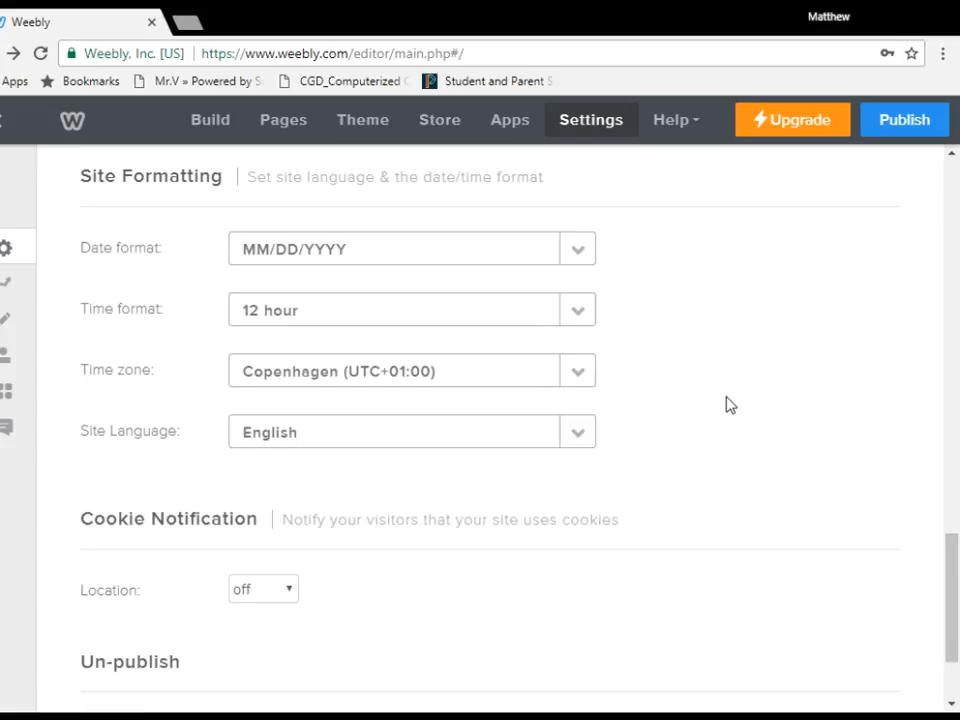 Weebly
Matthew
Weebly, Inc. [US] https://www.weebly.com/editor/main.php#/
Apps Bookmarks Mr.V » Powered by CGD_Computerized Student and Parent
Build Pages Theme Store Apps Settings Help Upgrade Publish
Site Formatting Set site language & the date/time format
Date format: MM/DD/YYYY
Time format: 12 hour
Time zone: Copenhagen (UTC+01:00)
Site Language: English
Cookie Notification Notify your visitors that your site uses cookies
Location: off
Un-publish